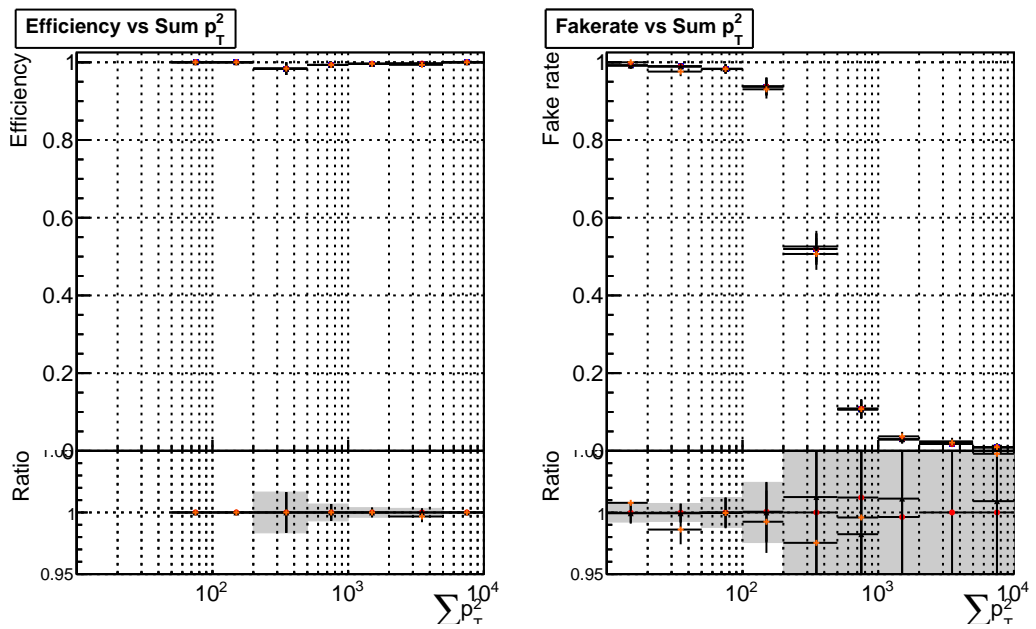 Efficiency vs Sum p_T^2
Efficiency
1
0.8
0.6
0.4
0.2
0
Ratio
1
0.95
10^2
10^3
10^4
∑p_T^2
Fakerate vs Sum p_T^2
Fake rate
1
0.8
0.6
0.4
0.2
0
Ratio
1
0.95
10^2
10^3
10^4
∑p_T^2